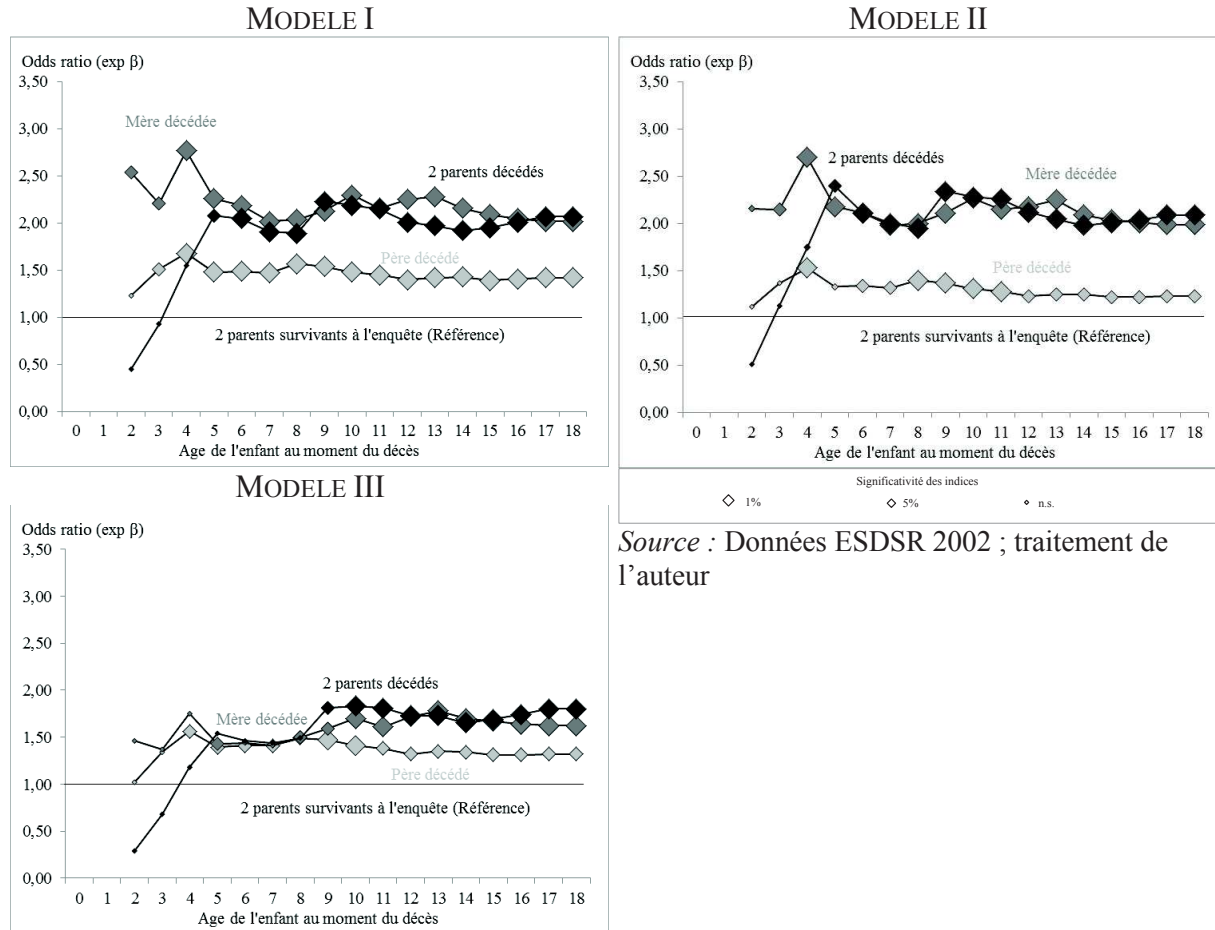 MODELE I
Odds ratio (exp β)
3,50
3,00
2,50
2,00
1,50
1,00
0,50
0,00
Mère décédée
2 parents décédés
Père décédé
2 parents survivants à l'enquête (Référence)
0 1 2 3 4 5 6 7 8 9 10 11 12 13 14 15 16 17 18
Age de l'enfant au moment du décès
MODELE II
Odds ratio (exp β)
3,50
3,00
2,50
2,00
1,50
1,00
0,50
0,00
2 parents décédés
Mère décédée
Père décédé
2 parents survivants à l'enquête (Référence)
0 1 2 3 4 5 6 7 8 9 10 11 12 13 14 15 16 17 18
Age de l'enfant au moment du décès
Significativité des indices
1% 5% n.s.
MODELE III
Odds ratio (exp β)
3,50
3,00
2,50
2,00
1,50
1,00
0,50
0,00
2 parents décédés
Mère décédée
Père décédé
2 parents survivants à l'enquête (Référence)
0 1 2 3 4 5 6 7 8 9 10 11 12 13 14 15 16 17 18
Age de l'enfant au moment du décès
Source : Données ESDSR 2002 ; traitement de
l’auteur